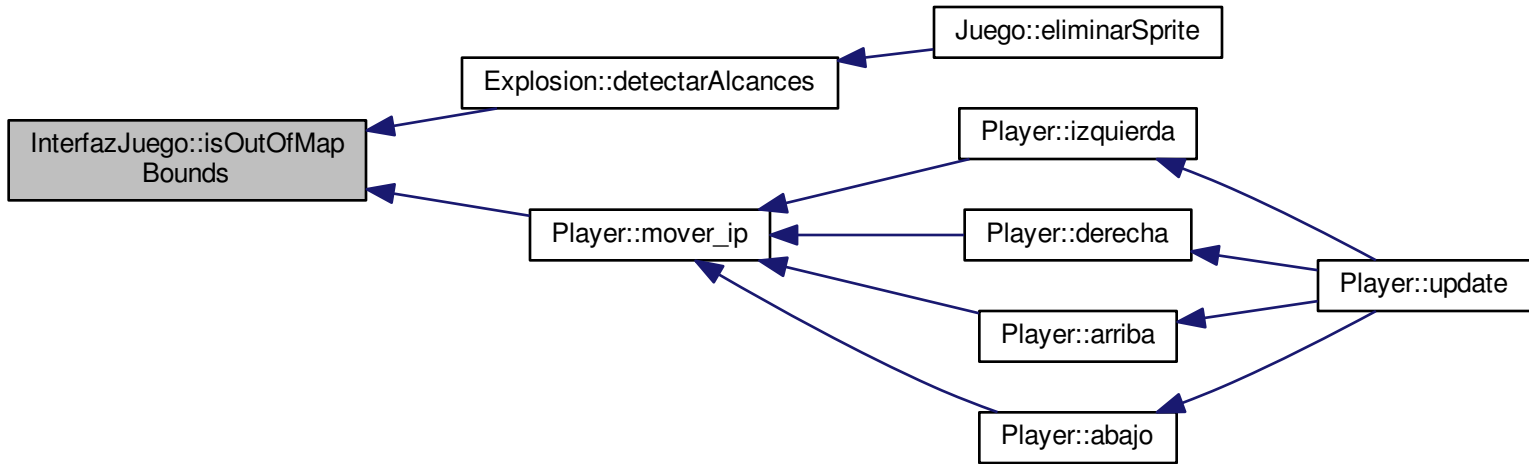 Juego::eliminarSprite
Explosion::detectarAlcances
InterfazJuego::isOutOfMap
Bounds
Player::izquierda
Player::mover_ip
Player::derecha
Player::update
Player::arriba
Player::abajo